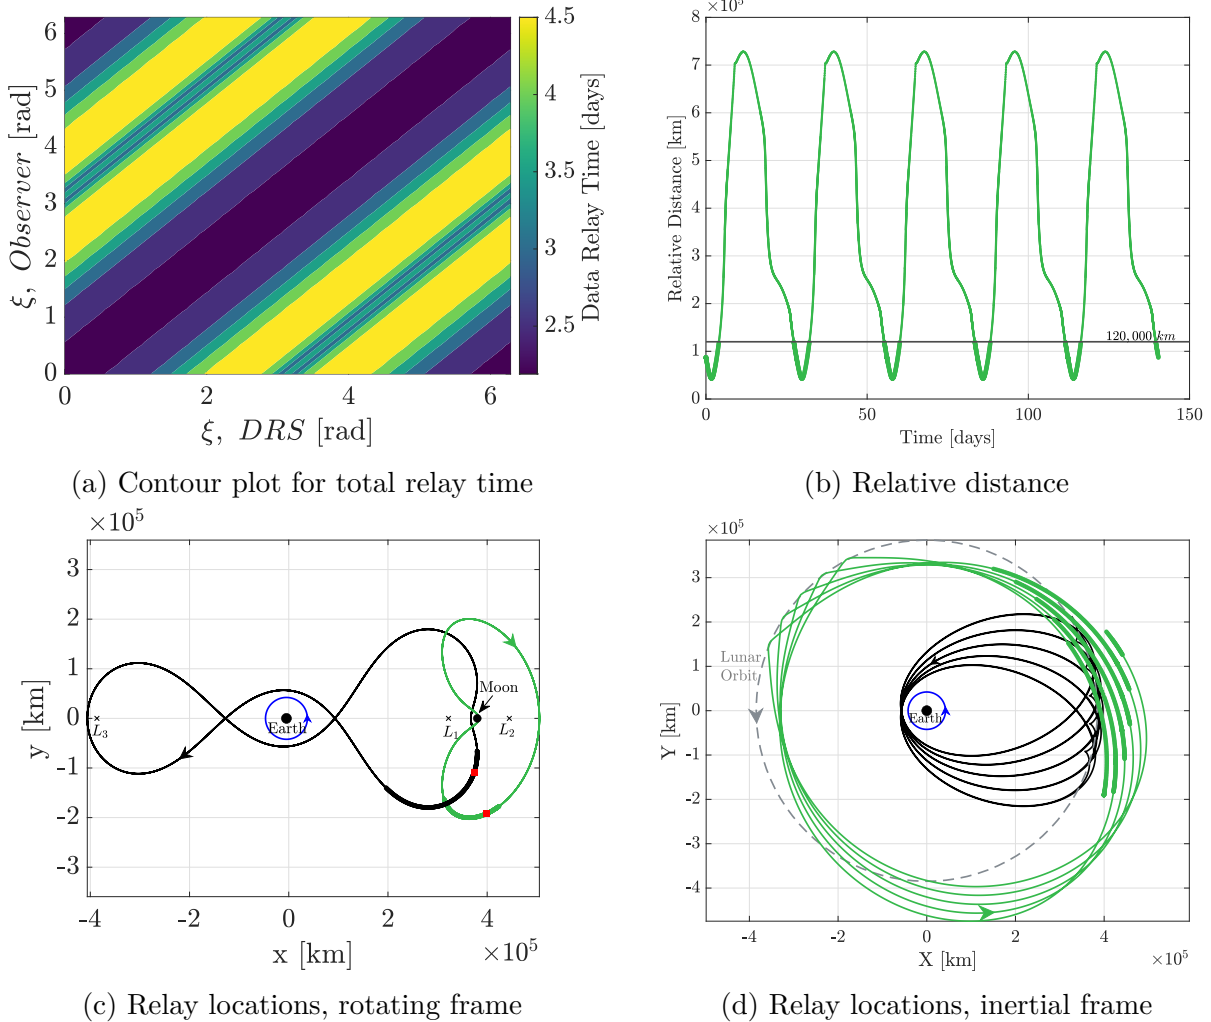 6
5
4
3
2
1
0
0
2
4
6
ξ, Observer [rad]
ξ, DRS [rad]
4.5
4
3.5
3
2.5
Data Relay Time [days]
(a) Contour plot for total relay time
8
7
6
5
4
3
2
1
0
0
50
100
150
Relative Distance [km]
Time [days]
120,000 km
(b) Relative distance
×10⁵
3
2
1
0
-1
-2
-3
-4
-2
0
2
4
×10⁵
y [km]
x [km]
L₃
Earth
L₁
Moon
L₂
(c) Relay locations, rotating frame
×10⁵
3
2
1
0
-1
-2
-3
-4
-4
-2
0
2
4
×10⁵
Y [km]
X [km]
Lunar
Orbit
Earth
(d) Relay locations, inertial frame